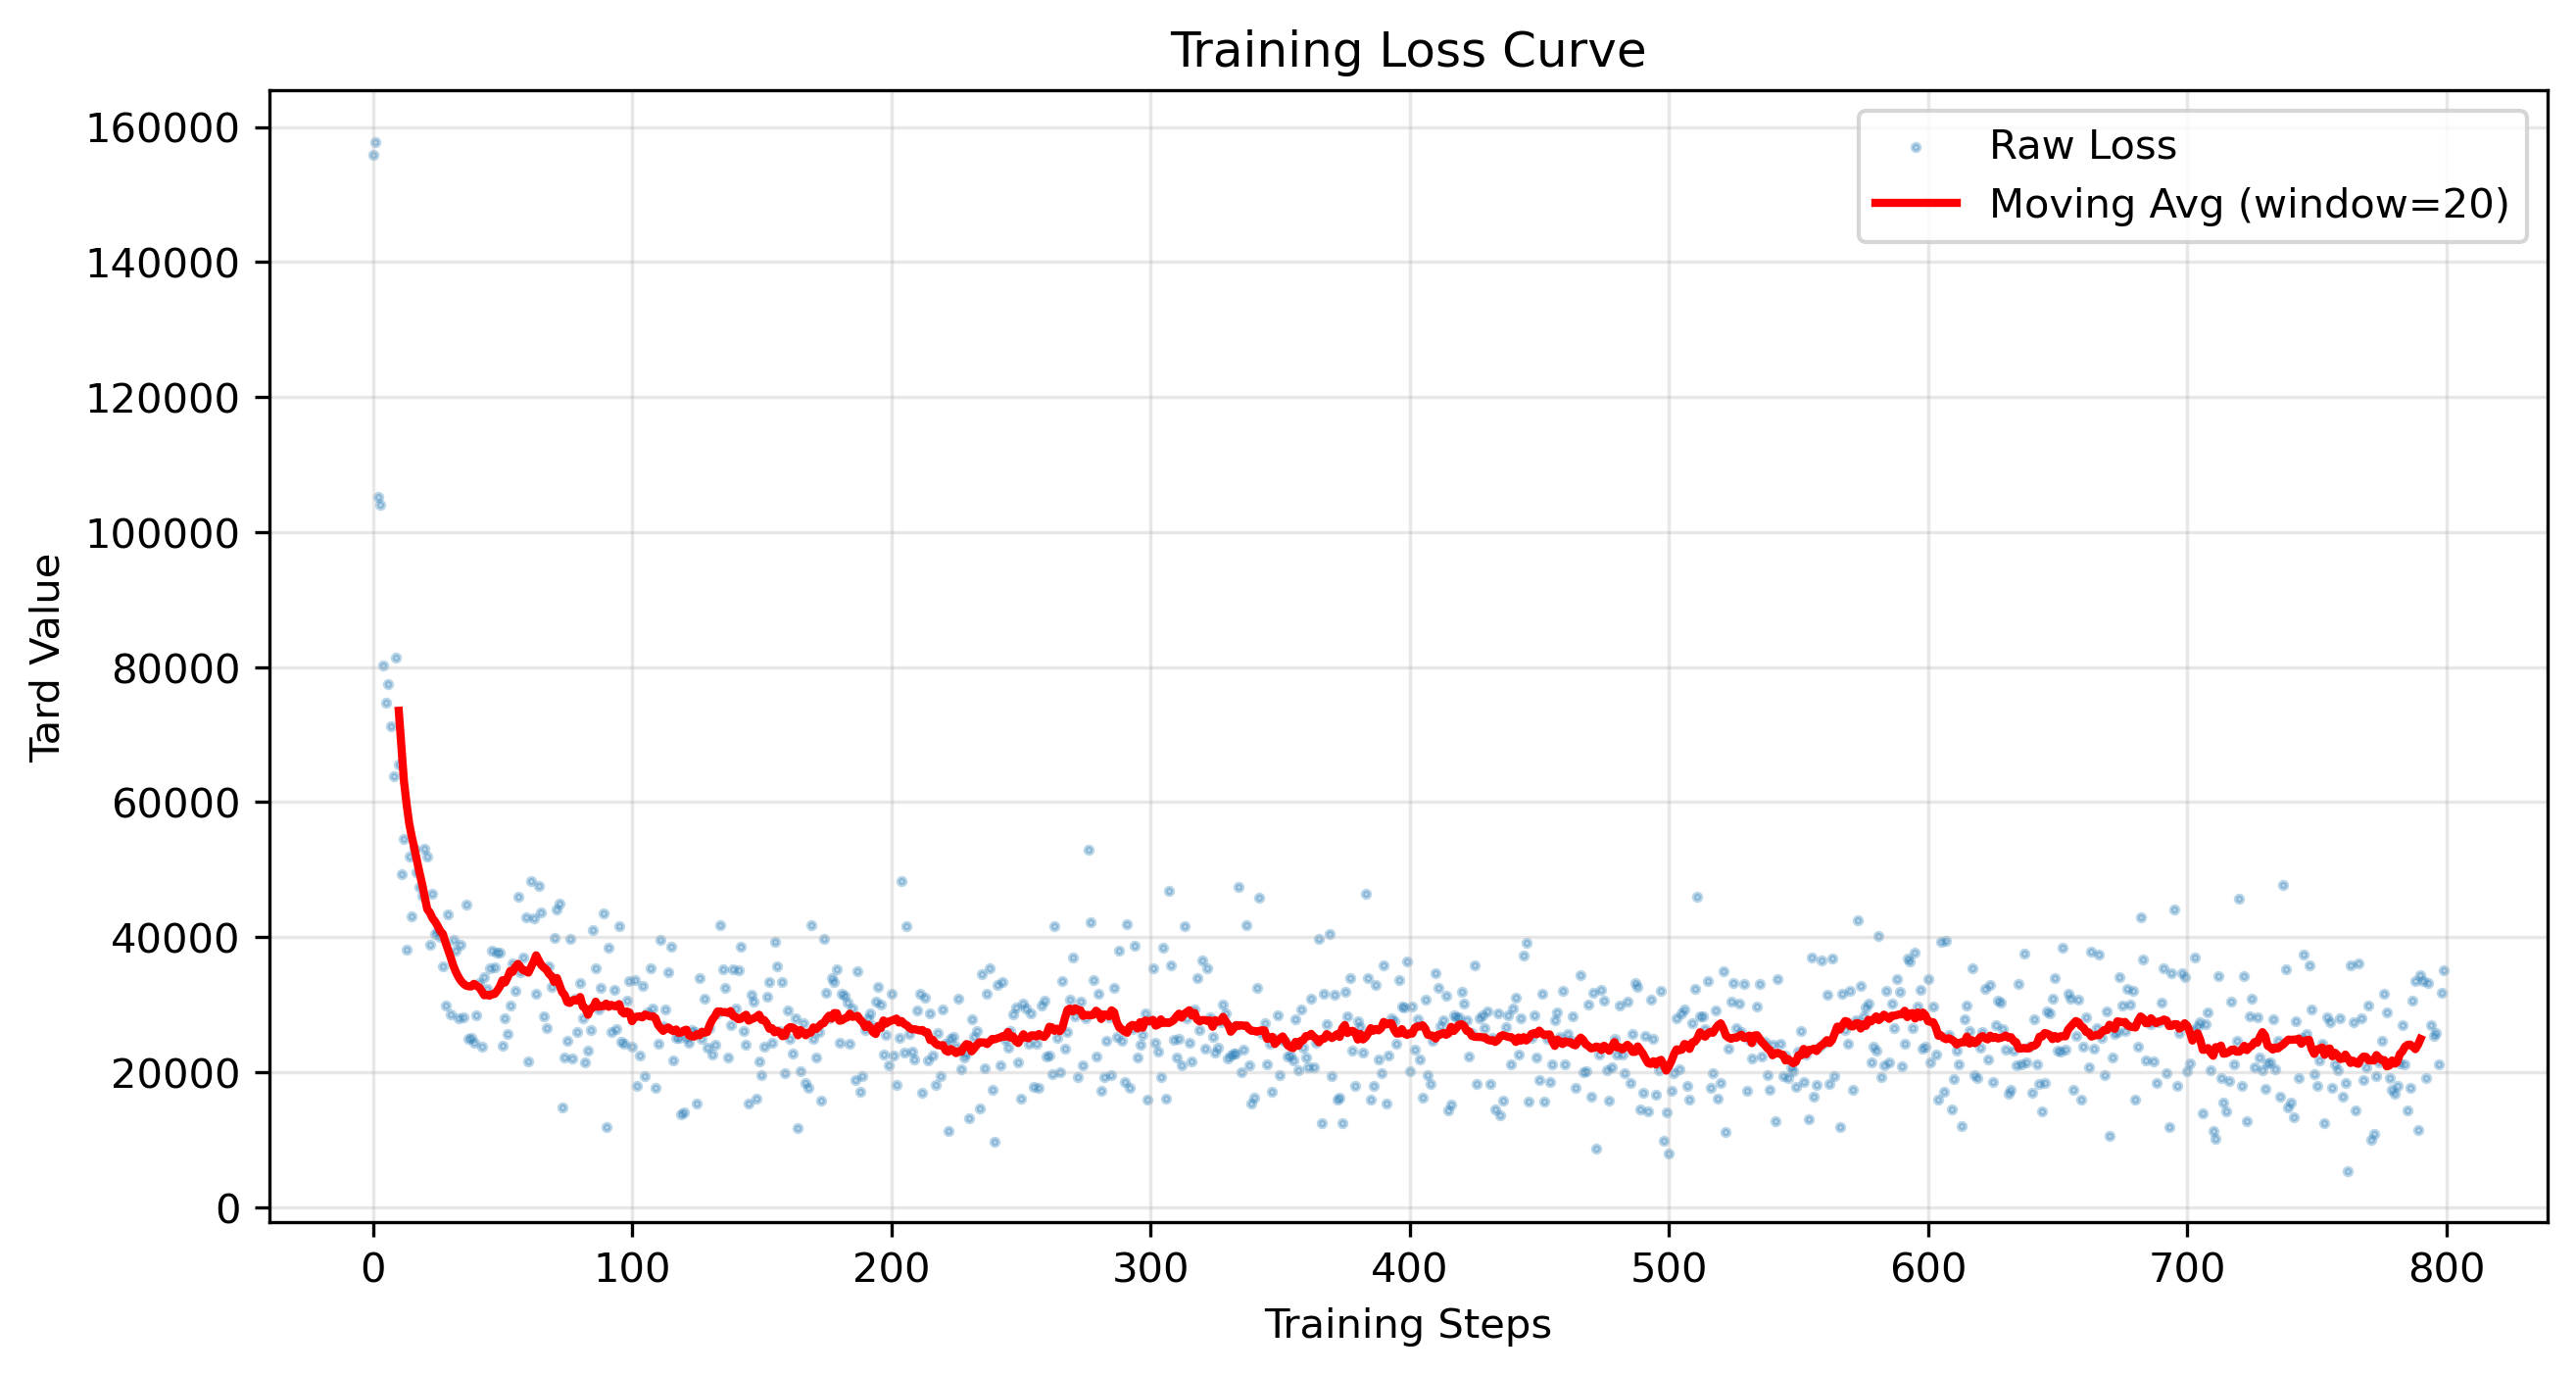 Training Loss Curve
Raw Loss
Moving Avg (window=20)
Tard Value
160000
140000
120000
100000
80000
60000
40000
20000
0
0 100 200 300 400 500 600 700 800
Training Steps